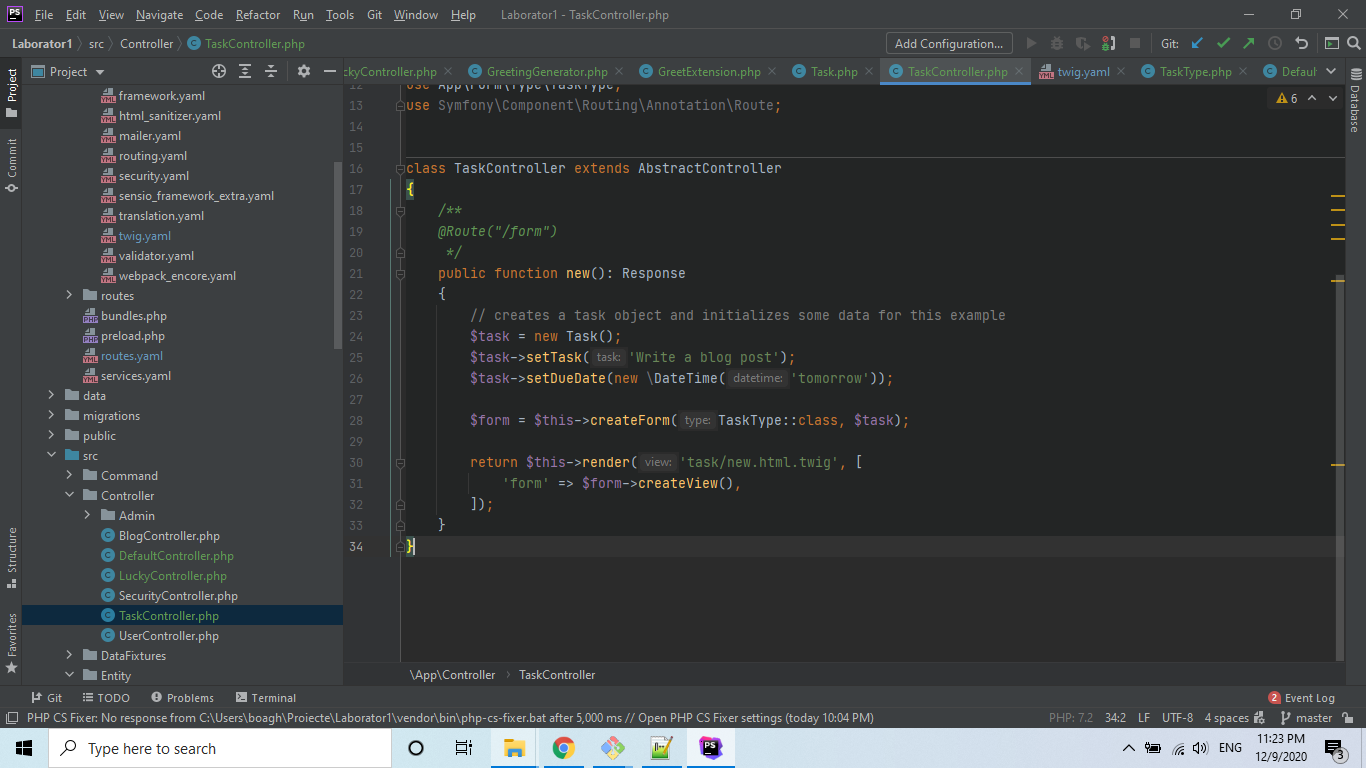 PS File Edit View Navigate Code Refactor Run Tools Git Window Help Laborator1 - TaskController.php
Laborator1 src Controller TaskController.php Add Configuration... Git:
Project ckyController.php GreetingGenerator.php GreetExtension.php Task.php TaskController.php twig.yaml TaskType.php Defaul
Project
Commit
Structure
Favorites
Database
framework.yaml
html_sanitizer.yaml
mailer.yaml
routing.yaml
security.yaml
sensio_framework_extra.yaml
translation.yaml
twig.yaml
validator.yaml
webpack_encore.yaml
routes
bundles.php
preload.php
routes.yaml
services.yaml
data
migrations
public
src
Command
Controller
Admin
BlogController.php
DefaultController.php
LuckyController.php
SecurityController.php
TaskController.php
UserController.php
DataFixtures
Entity
12 use App\Form\Type\TaskType;
13 use Symfony\Component\Routing\Annotation\Route;
6
14
15
16 class TaskController extends AbstractController
17 {
18 /**
19 @Route("/form")
20 */
21 public function new(): Response
22 {
23 // creates a task object and initializes some data for this example
24 $task = new Task();
25 $task->setTask( task: 'Write a blog post');
26 $task->setDueDate(new \DateTime( datetime: 'tomorrow'));
27
28 $form = $this->createForm( type: TaskType::class, $task);
29
30 return $this->render( view: 'task/new.html.twig', [
31 'form' => $form->createView(),
32 ]);
33 }
34 }
\App\Controller TaskController
Git TODO Problems Terminal 2 Event Log
PHP CS Fixer: No response from C:\Users\boagh\Proiecte\Laborator1\vendor\bin\php-cs-fixer.bat after 5,000 ms // Open PHP CS Fixer settings (today 10:04 PM) PHP: 7.2 34:2 LF UTF-8 4 spaces master
Type here to search PS ENG 11:23 PM
12/9/2020 3